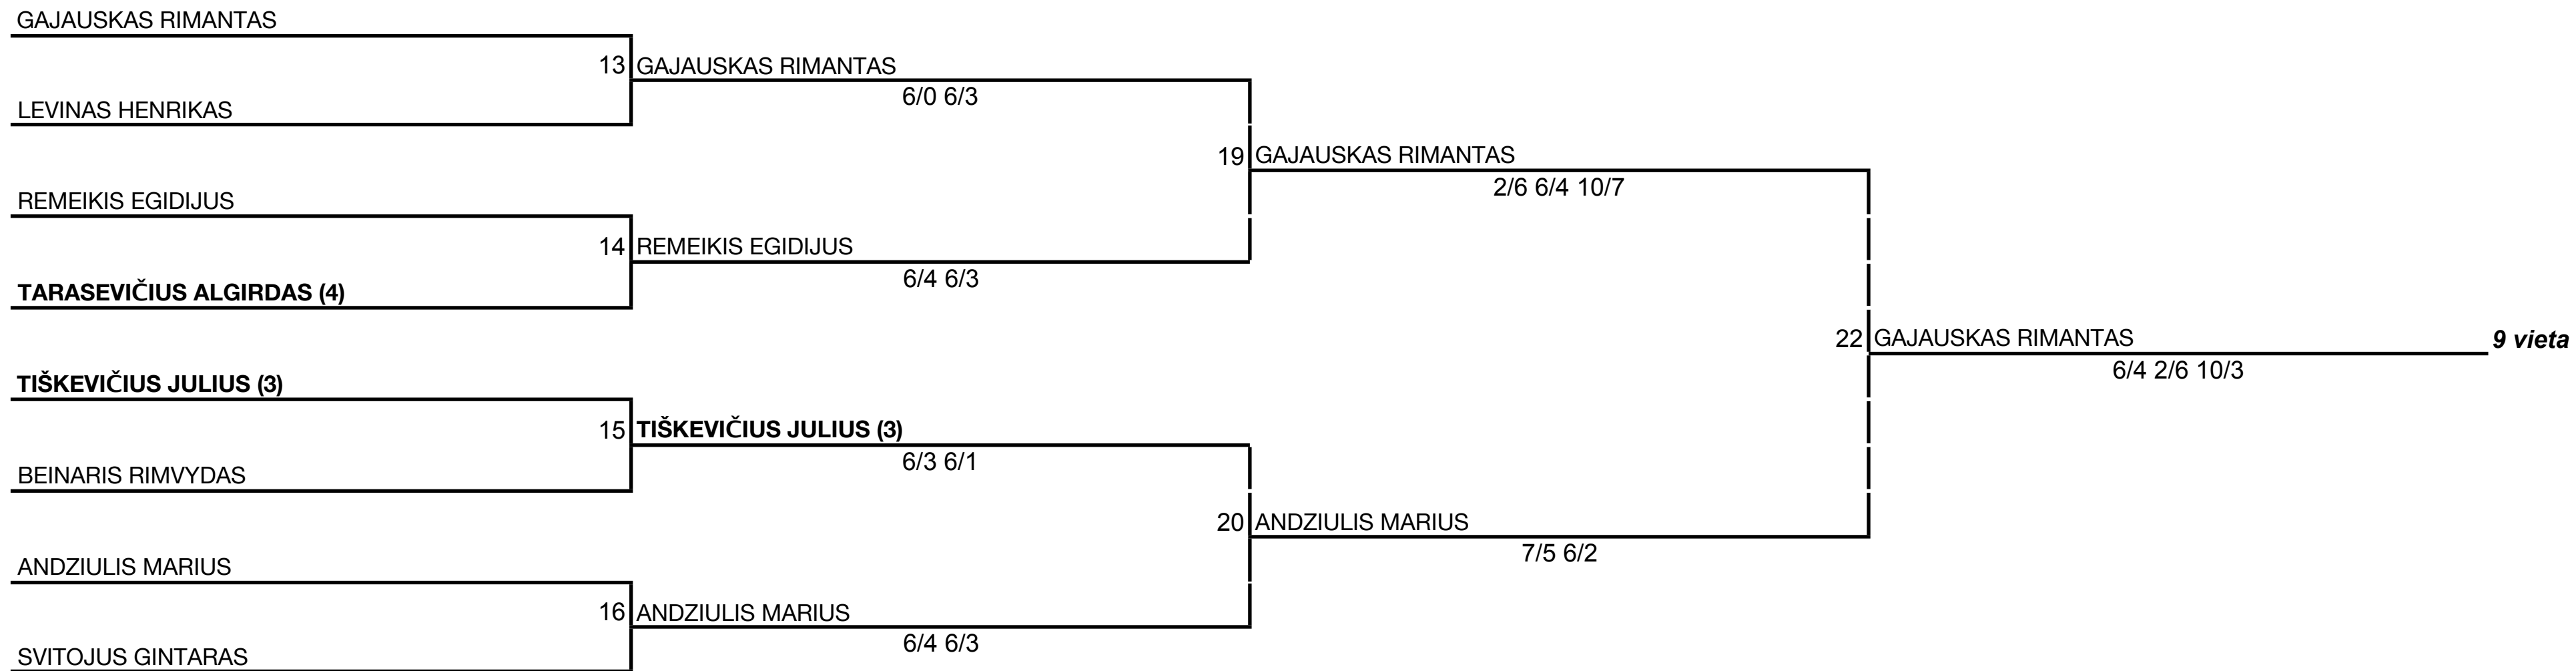 GAJAUSKAS RIMANTAS
13 GAJAUSKAS RIMANTAS
6/0 6/3
LEVINAS HENRIKAS
19 GAJAUSKAS RIMANTAS
2/6 6/4 10/7
REMEIKIS EGIDIJUS
14 REMEIKIS EGIDIJUS
6/4 6/3
TARASEVIČIUS ALGIRDAS (4)
22 GAJAUSKAS RIMANTAS 9 vieta
6/4 2/6 10/3
TIŠKEVIČIUS JULIUS (3)
15 TIŠKEVIČIUS JULIUS (3)
6/3 6/1
BEINARIS RIMVYDAS
20 ANDZIULIS MARIUS
7/5 6/2
ANDZIULIS MARIUS
16 ANDZIULIS MARIUS
6/4 6/3
SVITOJUS GINTARAS